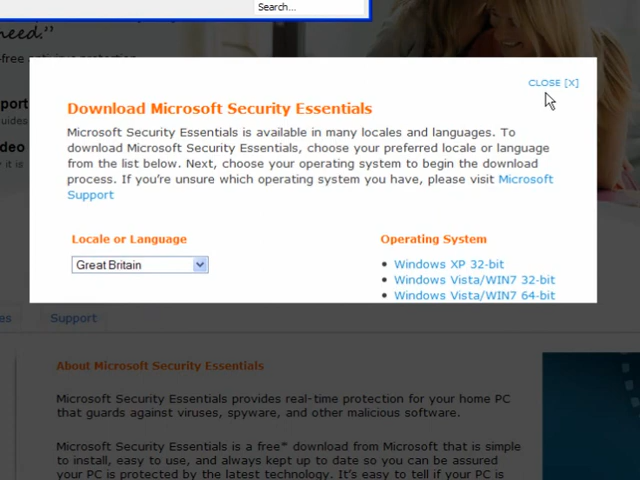 Search...
need.”
-free anti-virus protection...
port
uides
deo
it is
CLOSE [X]
Download Microsoft Security Essentials
Microsoft Security Essentials is available in many locales and languages. To
download Microsoft Security Essentials, choose your preferred locale or language
from the list below. Next, choose your operating system to begin the download
process. If you’re unsure which operating system you have, please visit Microsoft
Support
Locale or Language
Operating System
Great Britain
• Windows XP 32-bit
• Windows Vista/WIN7 32-bit
• Windows Vista/WIN7 64-bit
es
Support
About Microsoft Security Essentials
Microsoft Security Essentials provides real-time protection for your home PC
that guards against viruses, spyware, and other malicious software.
Microsoft Security Essentials is a free* download from Microsoft that is simple
to install, easy to use, and always kept up to date so you can be assured
your PC is protected by the latest technology. It’s easy to tell if your PC is